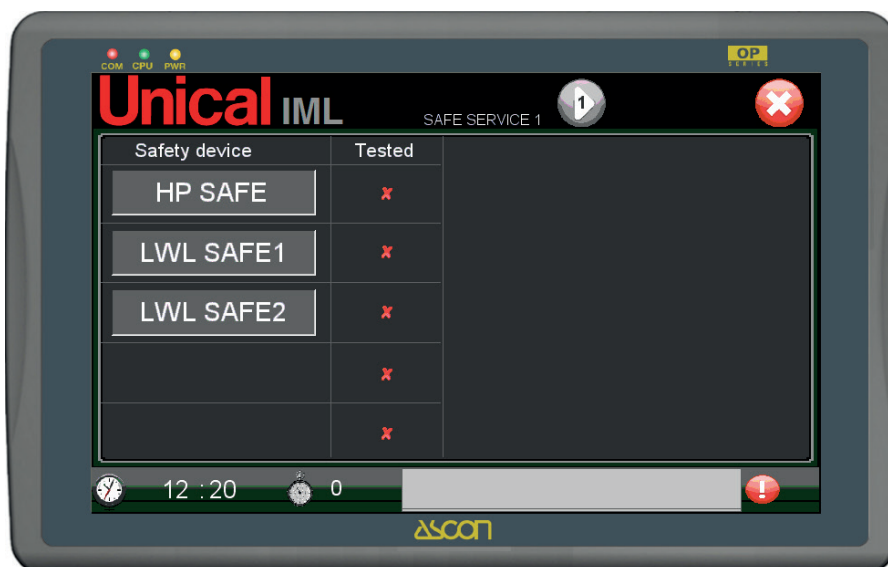 COM CPU PWR
OP
SERIES
Unical IML
SAFE SERVICE 1
1
Safety device Tested
HP SAFE
LWL SAFE1
LWL SAFE2
12 : 20 0
ascon